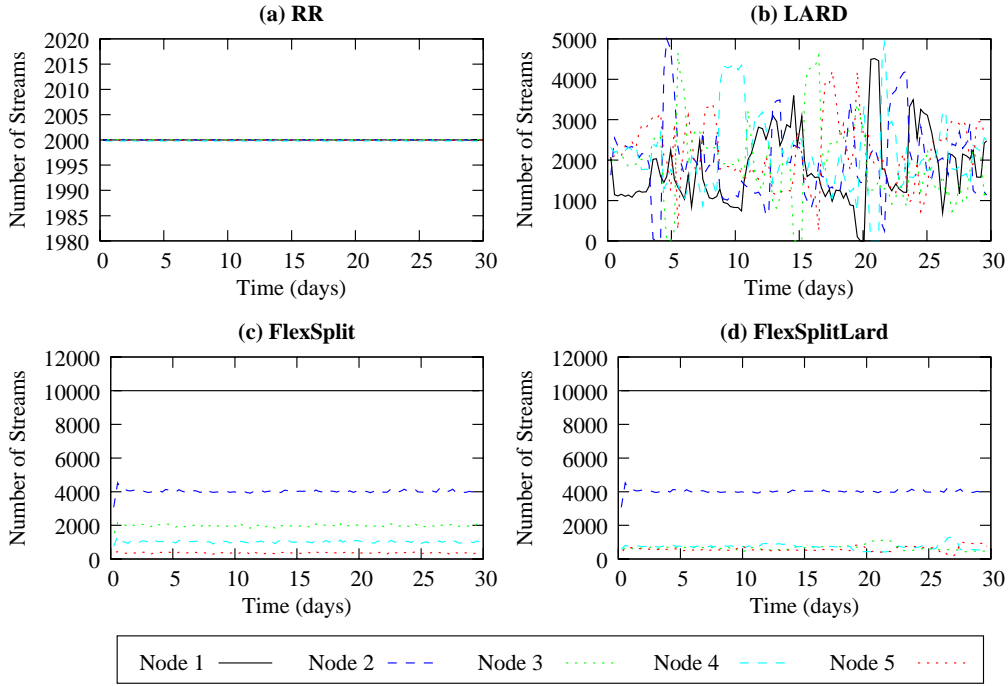 (a) RR
Number of Streams
2020
2015
2010
2005
2000
1995
1990
1985
1980
0 5 10 15 20 25 30
Time (days)
(b) LARD
Number of Streams
5000
4000
3000
2000
1000
0
0 5 10 15 20 25 30
Time (days)
(c) FlexSplit
Number of Streams
12000
10000
8000
6000
4000
2000
0
0 5 10 15 20 25 30
Time (days)
(d) FlexSplitLard
Number of Streams
12000
10000
8000
6000
4000
2000
0
0 5 10 15 20 25 30
Time (days)
Node 1 Node 2 Node 3 Node 4 Node 5